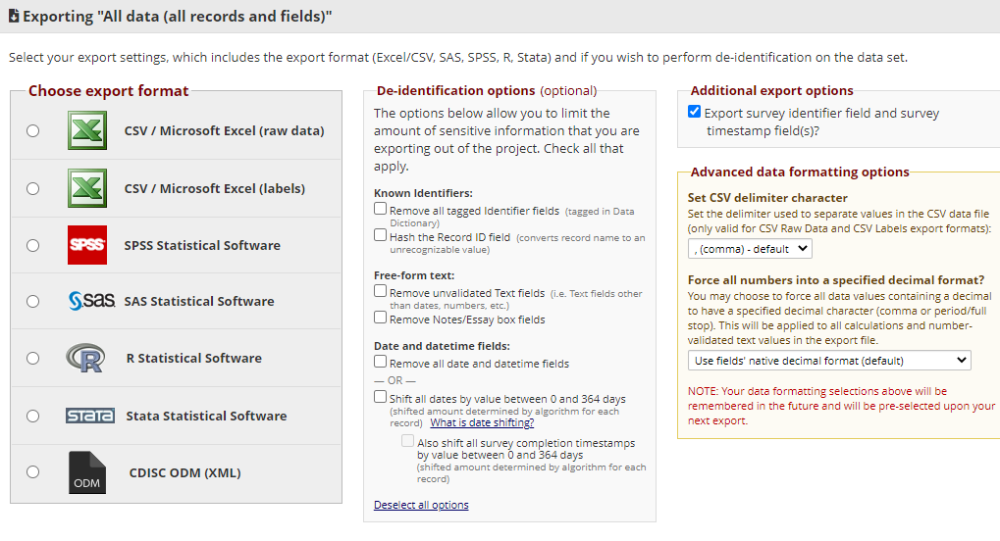 Exporting "All data (all records and fields)"
Select your export settings, which includes the export format (Excel/CSV, SAS, SPSS, R, Stata) and if you wish to perform de-identification on the data set.
Choose export format
CSV / Microsoft Excel (raw data)
CSV / Microsoft Excel (labels)
SPSS
SPSS Statistical Software
sas
SAS Statistical Software
R
R Statistical Software
STATA
Stata Statistical Software
ODM
CDISC ODM (XML)
De-identification options (optional)
The options below allow you to limit the
amount of sensitive information that you are
exporting out of the project. Check all that
apply.
Known Identifiers:
Remove all tagged Identifier fields (tagged in Data
Dictionary)
Hash the Record ID field (converts record name to an
unrecognizable value)
Free-form text:
Remove unvalidated Text fields (i.e. Text fields other
than dates, numbers, etc.)
Remove Notes/Essay box fields
Date and datetime fields:
Remove all date and datetime fields
— OR —
Shift all dates by value between 0 and 364 days
(shifted amount determined by algorithm for each
record) What is date shifting?
Also shift all survey completion timestamps
by value between 0 and 364 days
(shifted amount determined by algorithm for each
record)
Deselect all options
Additional export options
Export survey identifier field and survey
timestamp field(s)?
Advanced data formatting options
Set CSV delimiter character
Set the delimiter used to separate values in the CSV data file
(only valid for CSV Raw Data and CSV Labels export formats):
, (comma) - default
Force all numbers into a specified decimal format?
You may choose to force all data values containing a decimal
to have a specified decimal character (comma or period/full
stop). This will be applied to all calculations and number-
validated text values in the export file.
Use fields' native decimal format (default)
NOTE: Your data formatting selections above will be
remembered in the future and will be pre-selected upon your
next export.